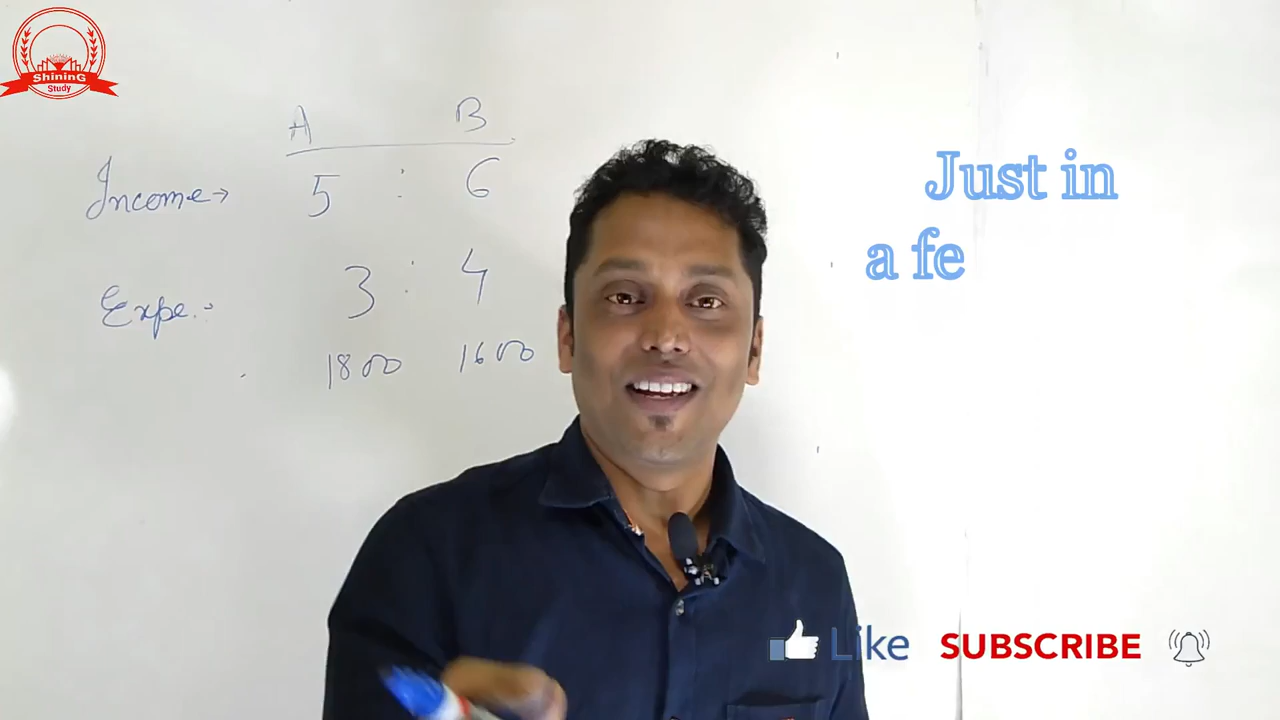 ShininG
Study
A B
Income → 5 : 6
Expe. :- 3 : 4
1800 1600
Just in
a fe
Like SUBSCRIBE